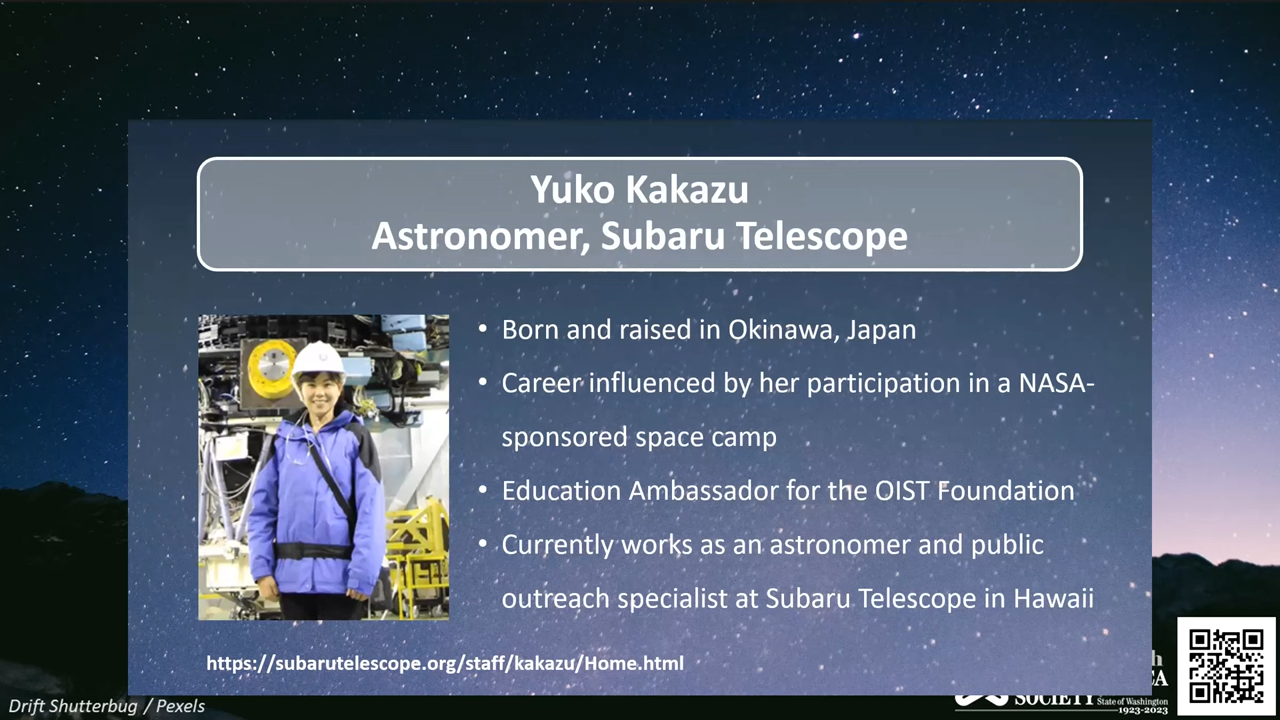 Yuko Kakazu
Astronomer, Subaru Telescope
• Born and raised in Okinawa, Japan
• Career influenced by her participation in a NASA-
sponsored space camp
• Education Ambassador for the OIST Foundation
• Currently works as an astronomer and public
outreach specialist at Subaru Telescope in Hawaii
https://subarutelescope.org/staff/kakazu/Home.html
Drift Shutterbug / Pexels
SOCIETY
State of Washington
1923-2023